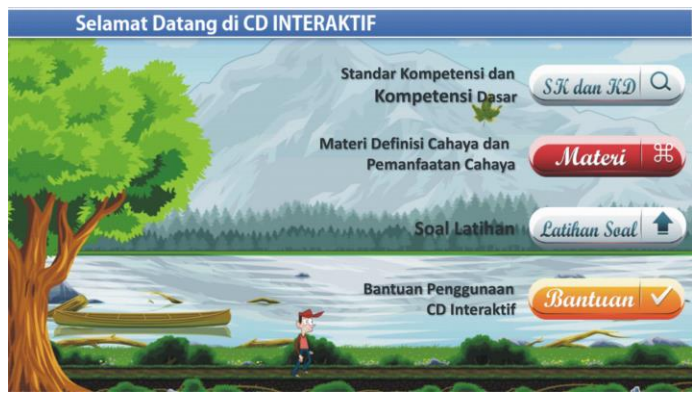 Selamat Datang di CD INTERAKTIF
Standar Kompetensi dan
Kompetensi Dasar
SK dan KD
Materi Definisi Cahaya dan
Pemanfaatan Cahaya
Materi
Soal Latihan
Latihan Soal
Bantuan Penggunaan
CD Interaktif
Bantuan